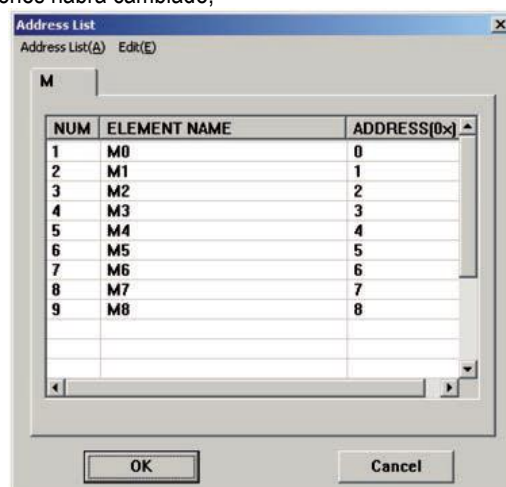 habrá cambiado,
Address List
Address List(A) Edit(E)
M
NUM ELEMENT NAME ADDRESS(0x)
1 M0 0
2 M1 1
3 M2 2
4 M3 3
5 M4 4
6 M5 5
7 M6 6
8 M7 7
9 M8 8
OK Cancel